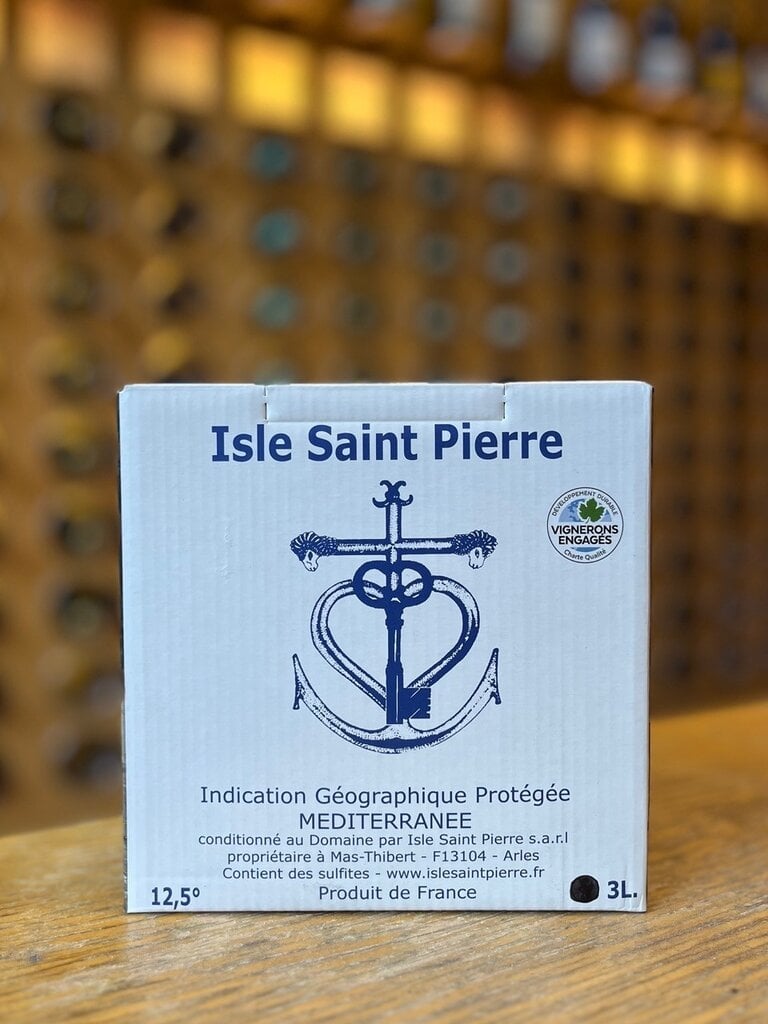 Isle Saint Pierre
DÉVELOPPEMENT DURABLE
VIGNERONS
ENGAGÉS
Charte Qualité
Indication Géographique Protégée
MEDITERRANEE
conditionné au Domaine par Isle Saint Pierre s.a.r.l
propriétaire à Mas-Thibert - F13104 - Arles
Contient des sulfites - www.islesaintpierre.fr
12,5° Produit de France 3L.